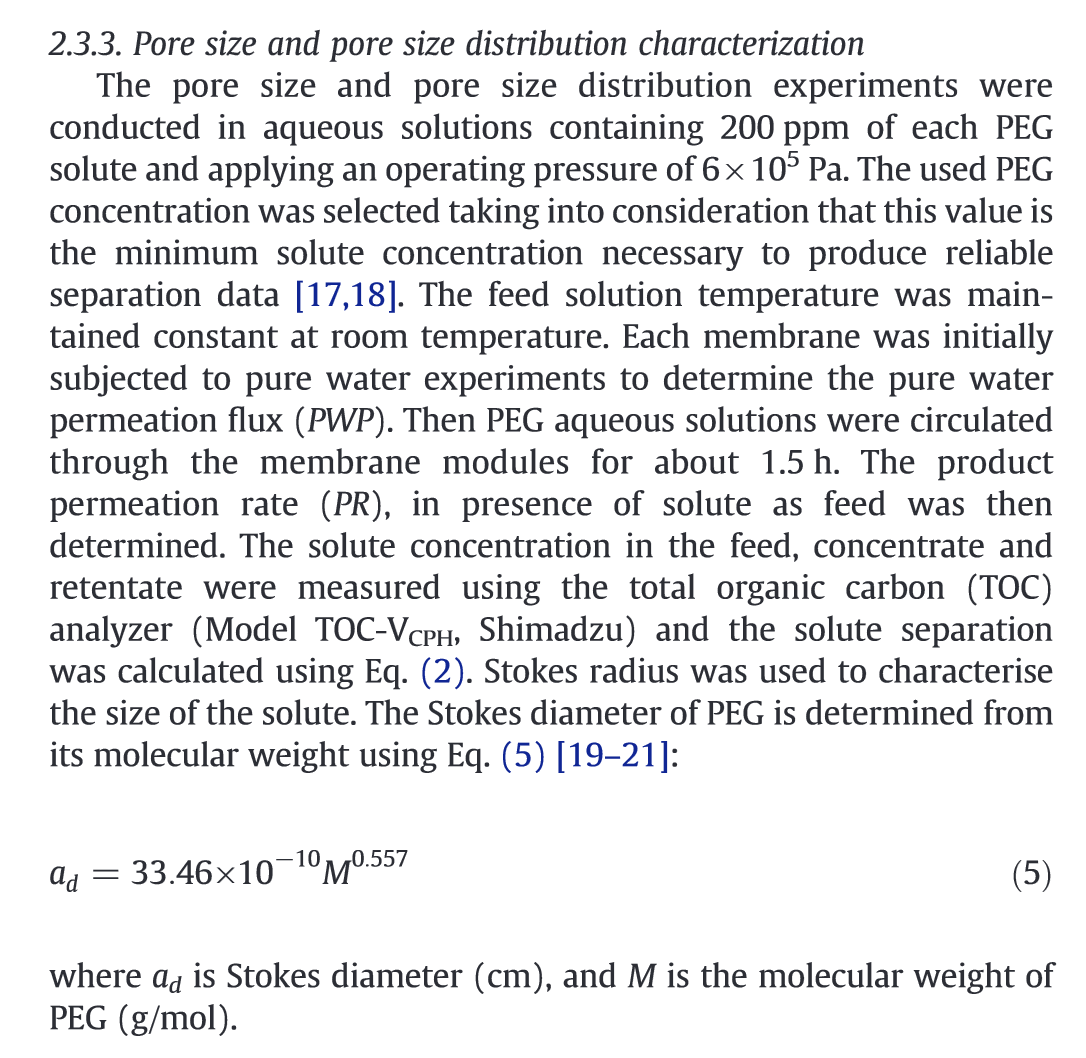 2.3.3. Pore size and pore size distribution characterization
The pore size and pore size distribution experiments were
conducted in aqueous solutions containing 200 ppm of each PEG
solute and applying an operating pressure of 6 × 10⁵ Pa. The used PEG
concentration was selected taking into consideration that this value is
the minimum solute concentration necessary to produce reliable
separation data [17,18]. The feed solution temperature was main-
tained constant at room temperature. Each membrane was initially
subjected to pure water experiments to determine the pure water
permeation flux (PWP). Then PEG aqueous solutions were circulated
through the membrane modules for about 1.5 h. The product
permeation rate (PR), in presence of solute as feed was then
determined. The solute concentration in the feed, concentrate and
retentate were measured using the total organic carbon (TOC)
analyzer (Model TOC-V_CPH, Shimadzu) and the solute separation
was calculated using Eq. (2). Stokes radius was used to characterise
the size of the solute. The Stokes diameter of PEG is determined from
its molecular weight using Eq. (5) [19–21]:
a_d = 33.46×10⁻¹⁰M⁰·⁵⁵⁷ (5)
where a_d is Stokes diameter (cm), and M is the molecular weight of
PEG (g/mol).